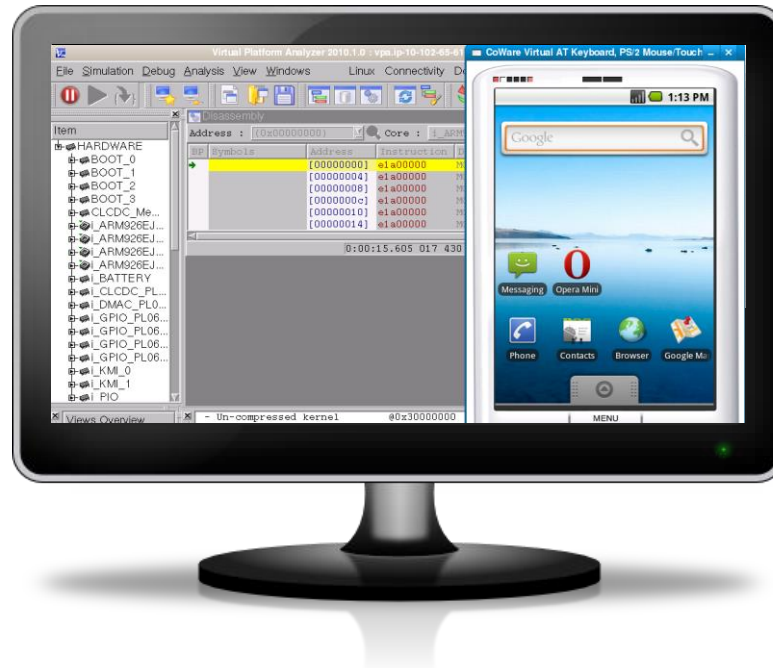 Virtual Platform Analyzer 2010.1.0 : vpa.ip-10-102-65-61
File Simulation Debug Analysis View Windows Linux Connectivity
Item
HARDWARE
BOOT_0
BOOT_1
BOOT_2
BOOT_3
CLCDC_Me...
i_ARM926EJ...
i_ARM926EJ...
i_ARM926EJ...
i_ARM926EJ...
i_BATTERY
i_CLCDC_PL...
i_DMAC_PL0...
i_GPIO_PL06...
i_GPIO_PL06...
i_GPIO_PL06...
i_GPIO_PL06...
i_KMI_0
i_KMI_1
i_PIO
Views Overview
Disassembly
Address : (0x00000000) Core : i_ARM
BP Symbols Address Instruction
[00000000] e1a00000
[00000004] e1a00000
[00000008] e1a00000
[0000000c] e1a00000
[00000010] e1a00000
[00000014] e1a00000
0:00:15.605 017 430
- Un-compressed kernel @0x30000000
CoWare Virtual AT Keyboard, PS/2 Mouse/Touch
1:13 PM
Google
Messaging Opera Mini
Phone Contacts Browser Google Ma
MENU